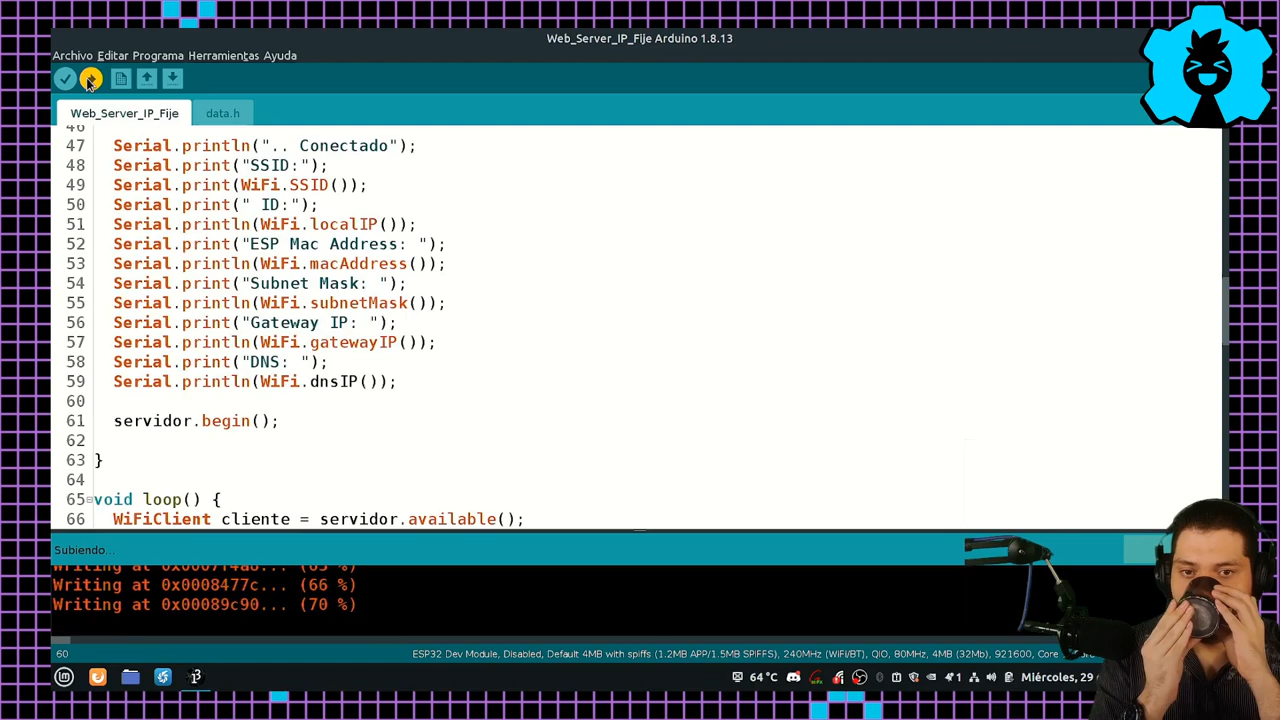 Web_Server_IP_Fije Arduino 1.8.13
Archivo Editar Programa Herramientas Ayuda
Web_Server_IP_Fije data.h
46
47 Serial.println(".. Conectado");
48 Serial.print("SSID:");
49 Serial.print(WiFi.SSID());
50 Serial.print(" ID:");
51 Serial.println(WiFi.localIP());
52 Serial.print("ESP Mac Address: ");
53 Serial.println(WiFi.macAddress());
54 Serial.print("Subnet Mask: ");
55 Serial.println(WiFi.subnetMask());
56 Serial.print("Gateway IP: ");
57 Serial.println(WiFi.gatewayIP());
58 Serial.print("DNS: ");
59 Serial.println(WiFi.dnsIP());
60
61 servidor.begin();
62
63 }
64
65 void loop() {
66 WiFiClient cliente = servidor.available();
Subiendo...
Writing at
Writing at 0x0008477c... (66 %)
Writing at 0x00089c90... (70 %)
60 ESP32 Dev Module, Disabled, Default 4MB with spiffs (1.2MB APP/1.5MB SPIFFS), 240MHz (WiFi/BT), QIO, 80MHz, 4MB (32Mb), 921600, Core
64 °C 1 Miércoles, 29